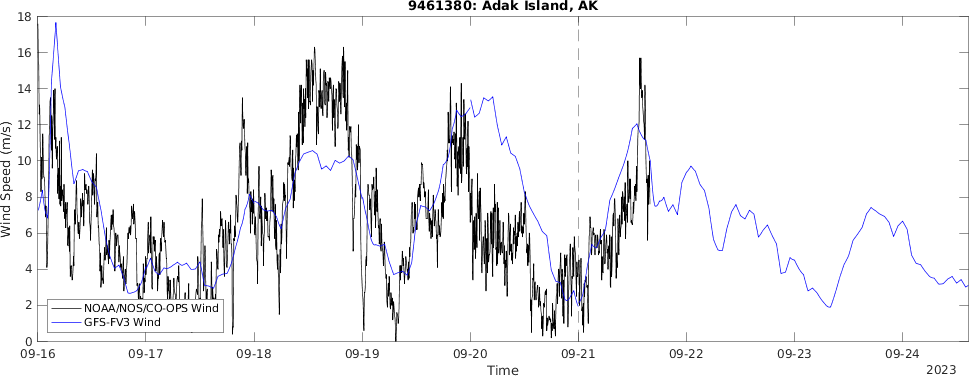 9461380: Adak Island, AK
Wind Speed (m/s)
18
16
14
12
10
8
6
4
2
0
NOAA/NOS/CO-OPS Wind
GFS-FV3 Wind
09-16 09-17 09-18 09-19 09-20 09-21 09-22 09-23 09-24
Time
2023